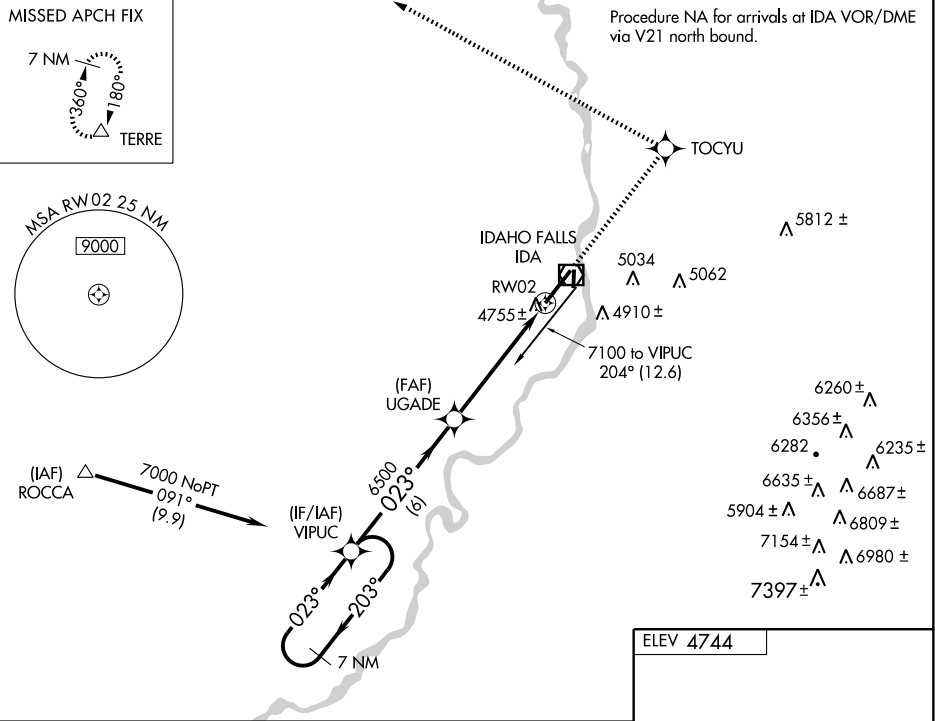 MISSED APCH FIX
7 NM
360°
180°
TERRE
Procedure NA for arrivals at IDA VOR/DME
via V21 north bound.
TOCYU
MSA RW02 25 NM
9000
5812 ±
IDAHO FALLS
IDA
5034
5062
RW02
4755 ±
4910 ±
7100 to VIPUC
204° (12.6)
(FAF)
UGADE
6260 ±
6356 ±
6282
6235 ±
6635 ±
6687 ±
5904 ±
6809 ±
7154 ±
6980 ±
7397 ±
(IAF)
ROCCA
7000 NoPT
091°
(9.9)
6500
023°
(6)
(IF/IAF)
VIPUC
023°
203°
7 NM
ELEV 4744